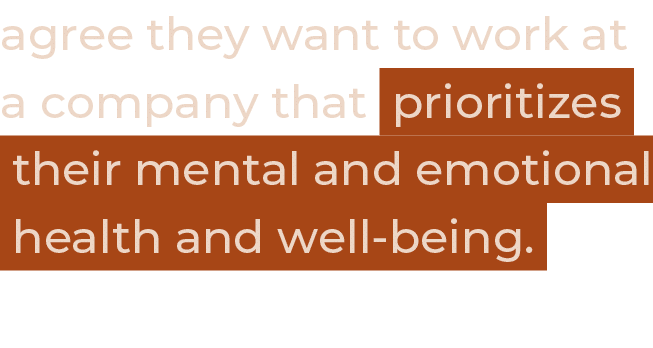 agree they want to work at
a company that prioritizes
their mental and emotional
health and well-being.